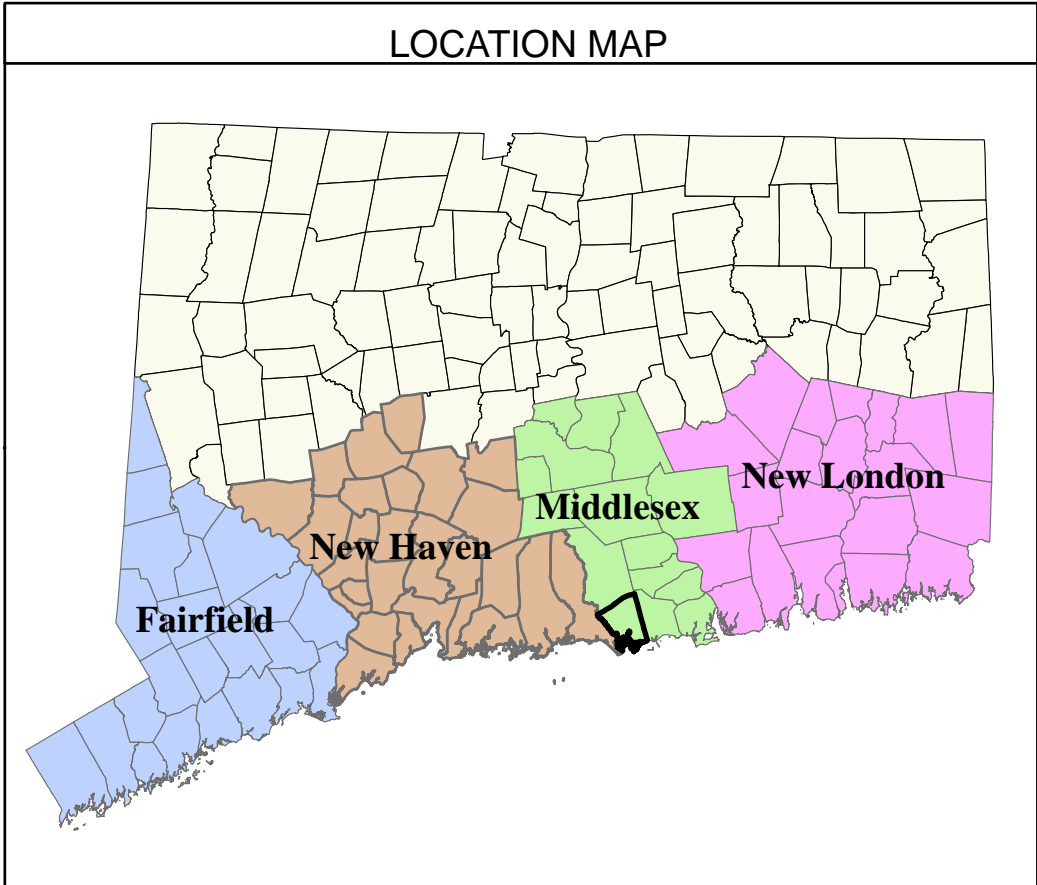 LOCATION MAP
New London
Middlesex
New Haven
Fairfield